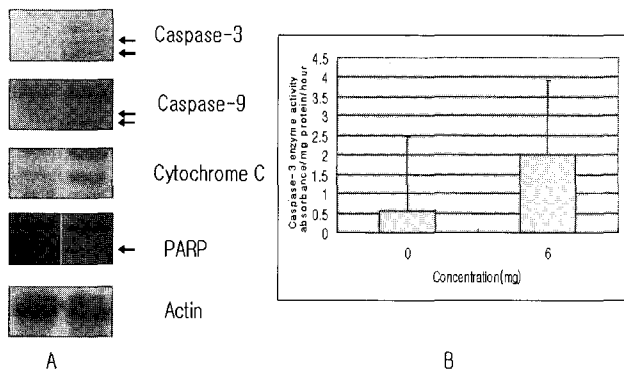 Caspase-3
Caspase-9
Cytochrome C
PARP
Actin
A
Caspase-3 enzyme activity
absorbance/mg protein/hour
4.5
4
3.5
3
2.5
2
1.5
1
0.5
0
0
6
Concentration(mg)
B